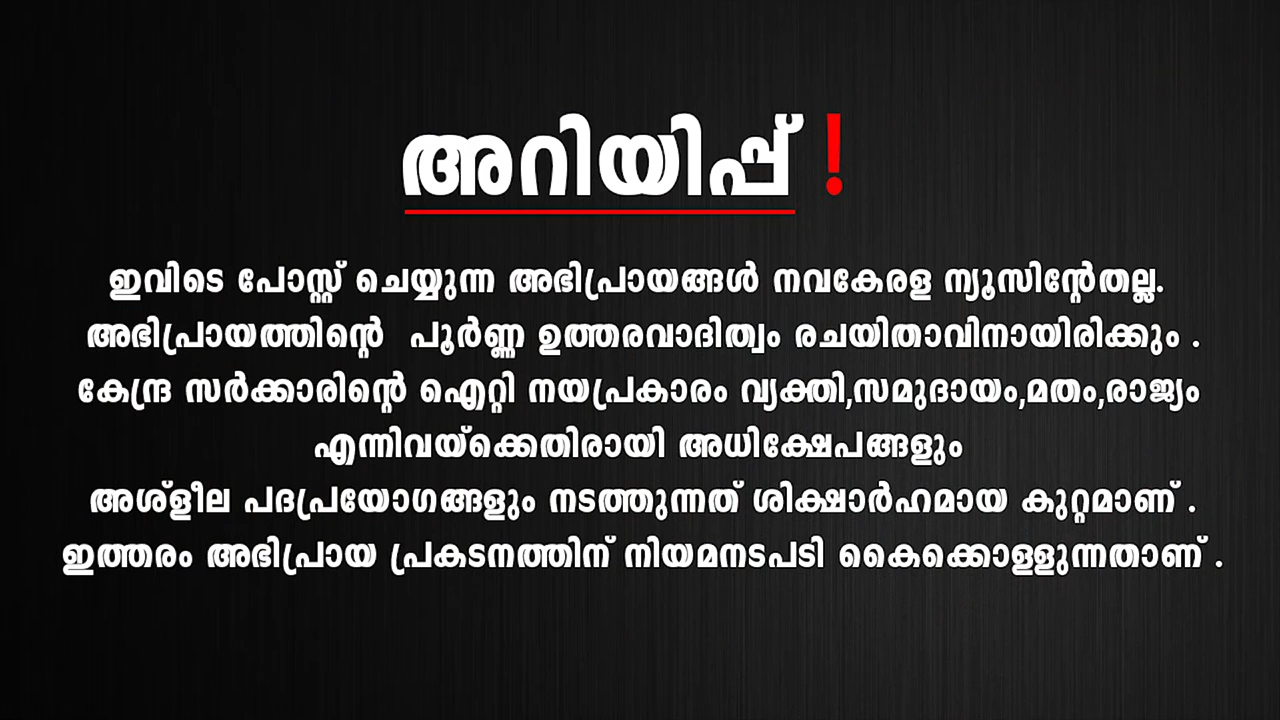 അറിയിപ്പ് !
ഇവിടെ പോസ്റ്റ് ചെയ്യുന്ന അഭിപ്രായങ്ങൾ നവകേരള ന്യൂസിന്റേതല്ല.
അഭിപ്രായത്തിന്റെ പൂർണ്ണ ഉത്തരവാദിത്വം രചയിതാവിനായിരിക്കും .
കേന്ദ്ര സർക്കാരിന്റെ ഐറ്റി നയപ്രകാരം വ്യക്തി,സമുദായം,മതം,രാജ്യം
എന്നിവയ്ക്കെതിരായി അധിക്ഷേപങ്ങളും
അശ്ളീല പദപ്രയോഗങ്ങളും നടത്തുന്നത് ശിക്ഷാർഹമായ കുറ്റമാണ് .
ഇത്തരം അഭിപ്രായ പ്രകടനത്തിന് നിയമനടപടി കൈക്കൊള്ളുന്നതാണ് .